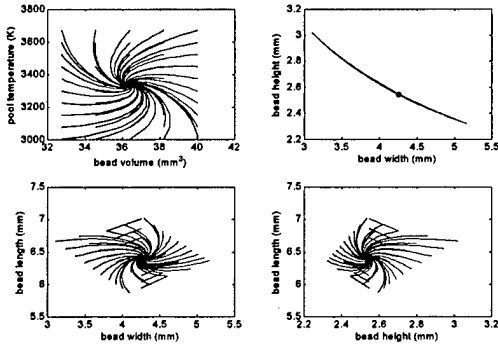 3800
3600
3400
3200
3000
pool temperature (K)
32 34 36 38 40 42
bead volume (mm³)
3.2
3
2.8
2.6
2.4
2.2
bead height (mm)
3 3.5 4 4.5 5 5.5
bead width (mm)
7.5
7
6.5
6
5.5
bead length (mm)
3 3.5 4 4.5 5 5.5
bead width (mm)
7.5
7
6.5
6
5.5
bead length (mm)
2.2 2.4 2.6 2.8 3 3.2
bead height (mm)